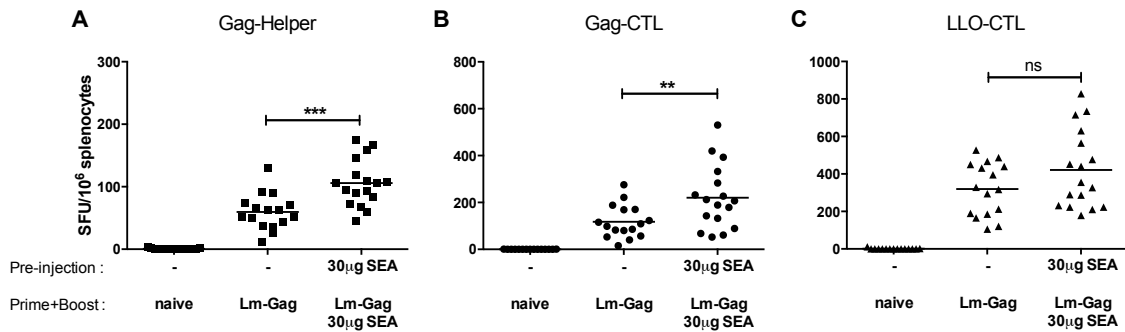 A Gag-Helper
B Gag-CTL
C LLO-CTL
SFU/10⁶ splenocytes
300
200
100
0
***
800
600
400
200
0
**
1000
800
600
400
200
0
ns
Pre-injection : - - 30µg SEA - - 30µg SEA - - 30µg SEA
Prime+Boost : naive Lm-Gag Lm-Gag naive Lm-Gag Lm-Gag naive Lm-Gag Lm-Gag
30µg SEA 30µg SEA 30µg SEA